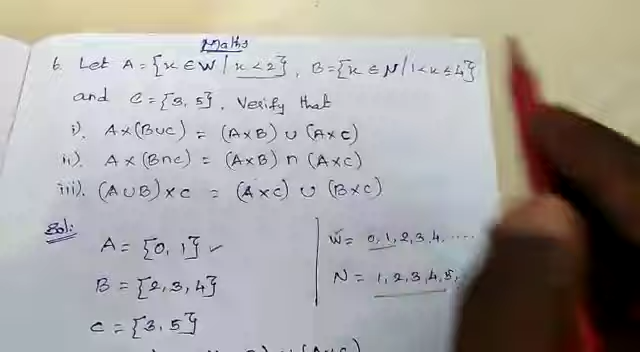 Maths
6. Let A = {x ∈ W / x < 2}, B = {x ∈ N / 1 < x ≤ 4}
and C = {3, 5}. Verify that
i). A×(B∪C) = (A×B) ∪ (A×C)
ii). A×(B∩C) = (A×B) ∩ (A×C)
iii). (A∪B)×C = (A×C) ∪ (B×C)
Sol:
A = {0, 1} ✓
B = {2, 3, 4}
C = {3, 5}
W = 0, 1, 2, 3, 4, .....
N = 1, 2, 3, 4, 5,